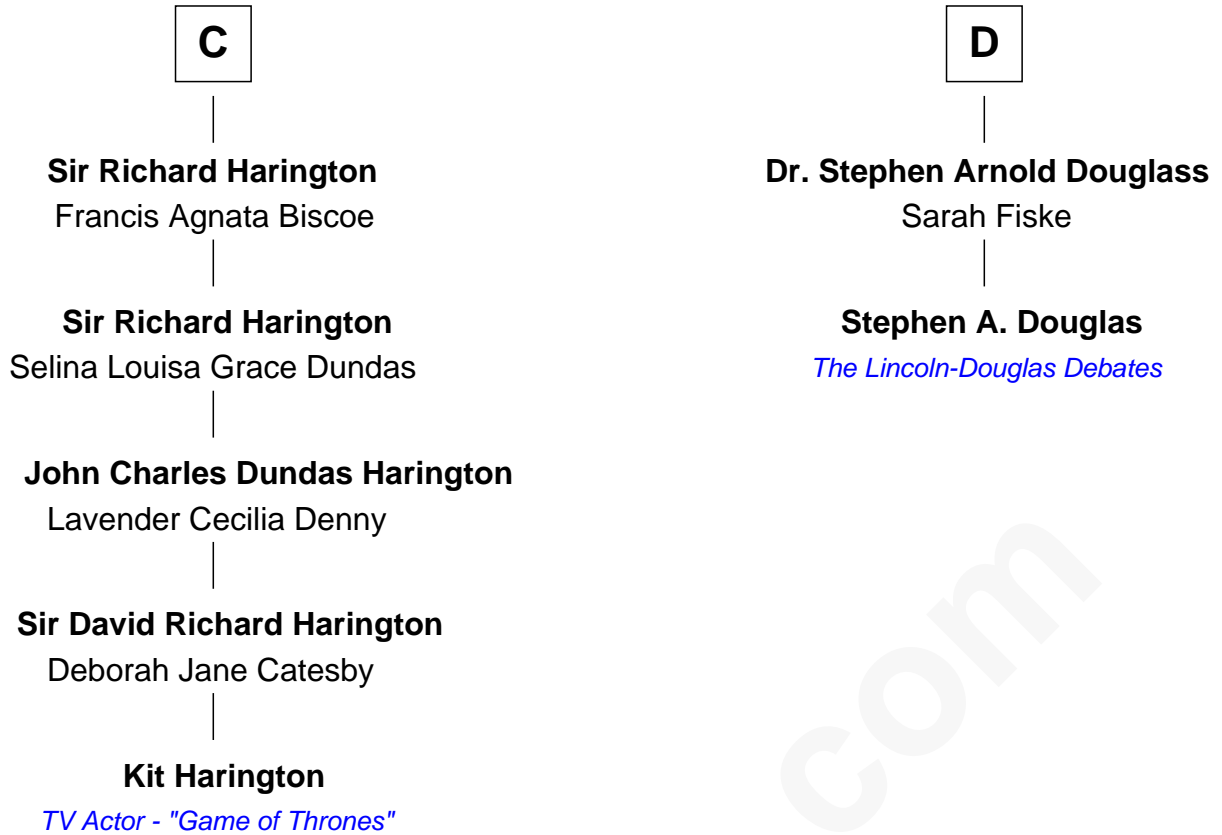 C
Sir Richard Harington
Francis Agnata Biscoe
Sir Richard Harington
Selina Louisa Grace Dundas
John Charles Dundas Harington
Lavender Cecilia Denny
Sir David Richard Harington
Deborah Jane Catesby
Kit Harington
TV Actor - "Game of Thrones"
D
Dr. Stephen Arnold Douglass
Sarah Fiske
Stephen A. Douglas
The Lincoln-Douglas Debates
com